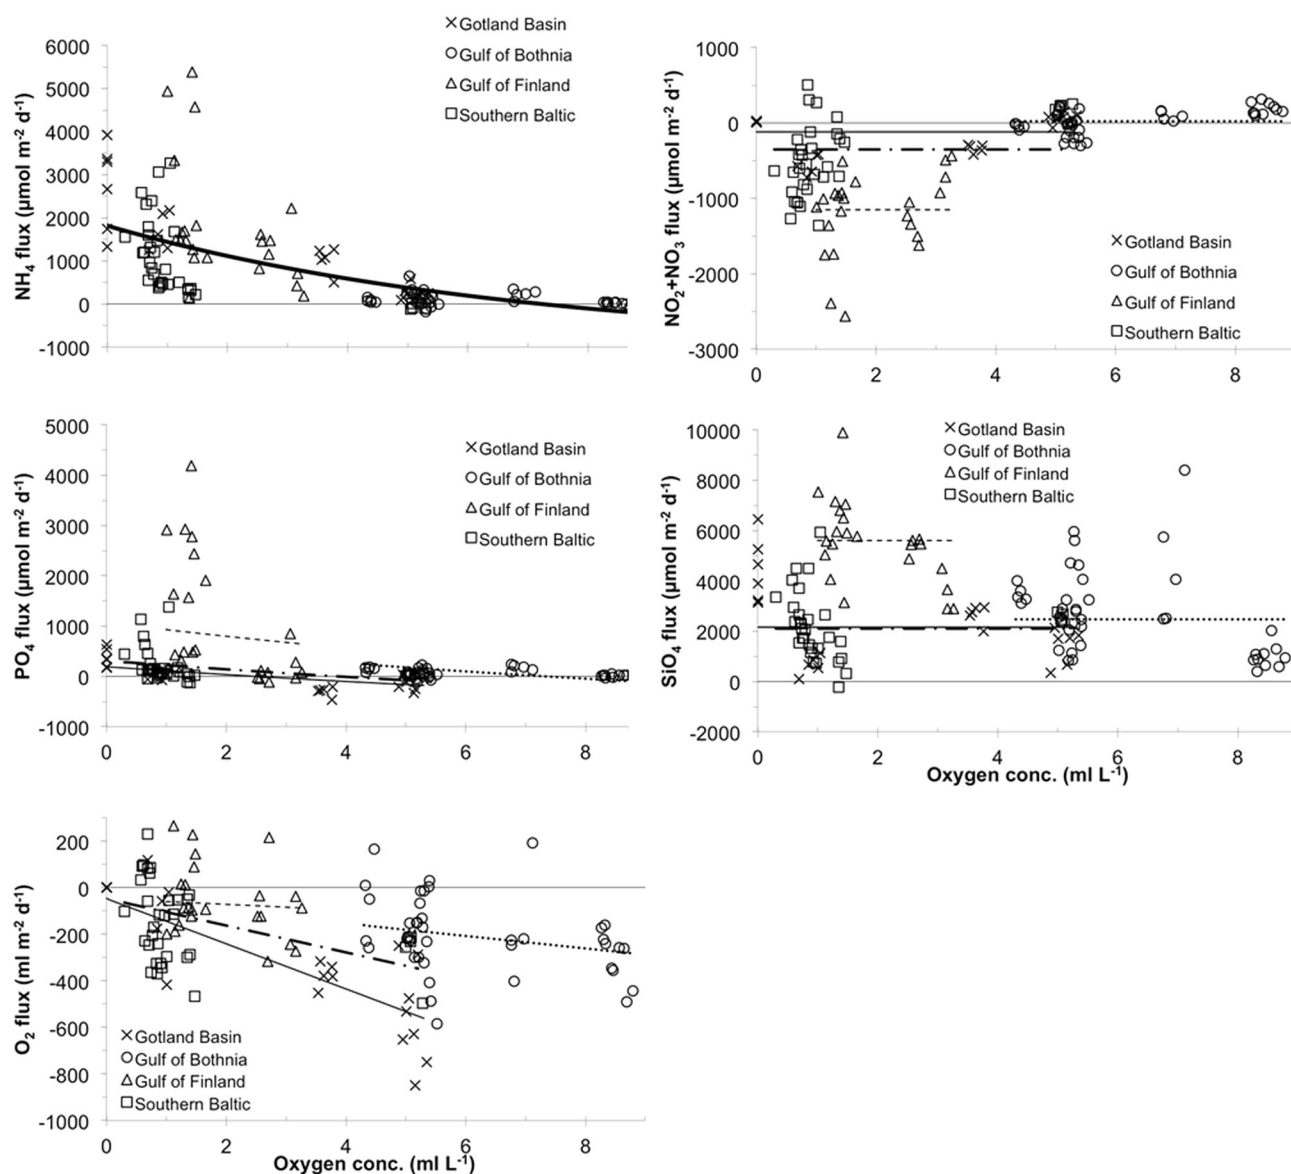 Gotland Basin
Gulf of Bothnia
Gulf of Finland
Southern Baltic
6000
5000
4000
3000
2000
1000
0
-1000
NH4 flux (µmol m-2 d-1)
1000
0
-1000
-2000
-3000
NO2+NO3 flux (µmol m-2 d-1)
Gotland Basin
Gulf of Bothnia
Gulf of Finland
Southern Baltic
0 2 4 6 8
5000
4000
3000
2000
1000
0
-1000
PO4 flux (µmol m-2 d-1)
Gotland Basin
Gulf of Bothnia
Gulf of Finland
Southern Baltic
0 2 4 6 8
10000
8000
6000
4000
2000
0
-2000
SiO4 flux (µmol m-2 d-1)
Gotland Basin
Gulf of Bothnia
Gulf of Finland
Southern Baltic
0 2 4 6 8
Oxygen conc. (ml L-1)
200
0
-200
-400
-600
-800
-1000
O2 flux (ml m-2 d-1)
Gotland Basin
Gulf of Bothnia
Gulf of Finland
Southern Baltic
0 2 4 6 8
Oxygen conc. (ml L-1)